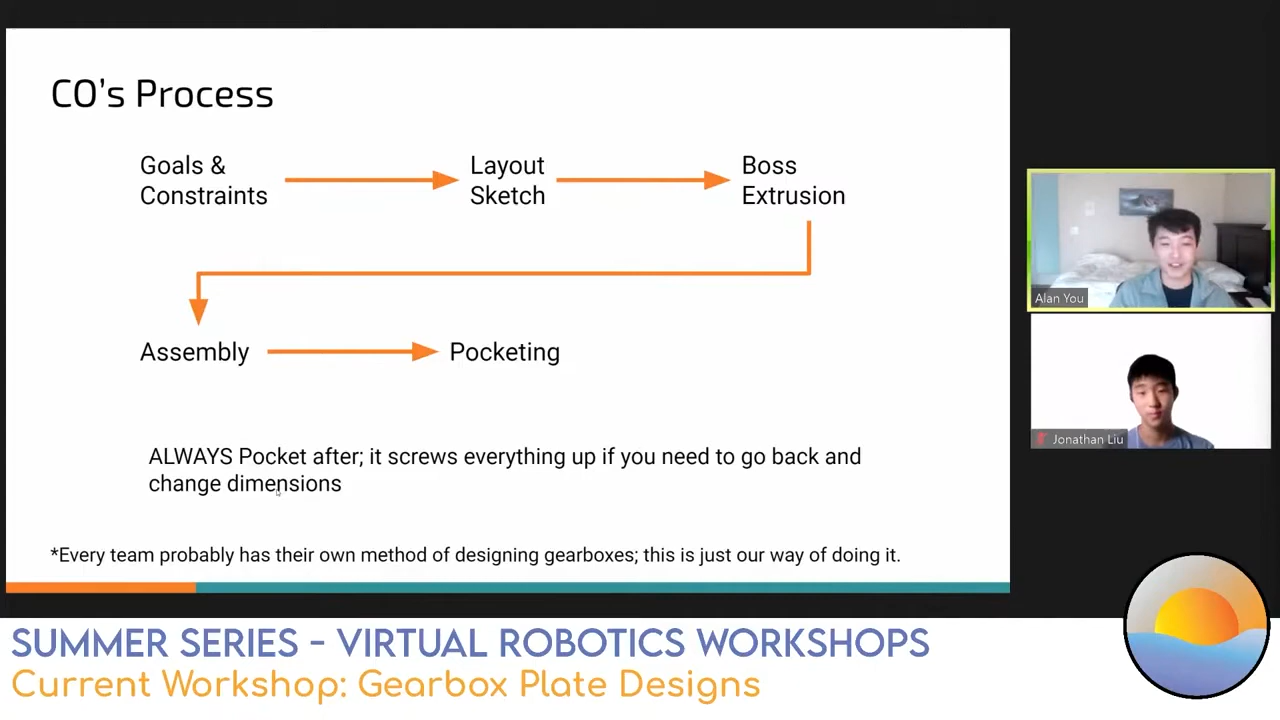 CO's Process
Goals &
Constraints
Layout
Sketch
Boss
Extrusion
Assembly
Pocketing
ALWAYS Pocket after; it screws everything up if you need to go back and
change dimensions
*Every team probably has their own method of designing gearboxes; this is just our way of doing it.
Alan You
Jonathan Liu
SUMMER SERIES - VIRTUAL ROBOTICS WORKSHOPS
Current Workshop: Gearbox Plate Designs